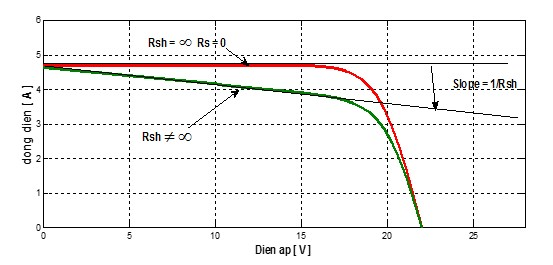 6
5
4
3
2
1
0
dong dien [ A ]
Rsh = ∞ Rs = 0
Slope = 1/Rsh
Rsh ≠ ∞
0 5 10 15 20 25
Dien ap [ V ]